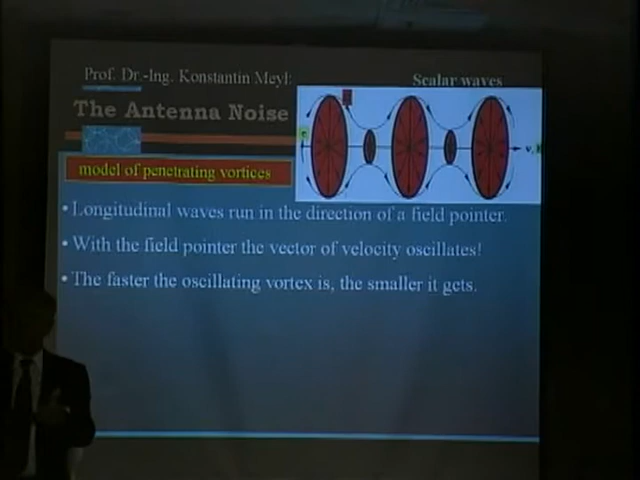 Prof. Dr.-Ing. Konstantin Meyl:
Scalar waves
The Antenna Noise
model of penetrating vortices
• Longitudinal waves run in the direction of a field pointer.
• With the field pointer the vector of velocity oscillates!
• The faster the oscillating vortex is, the smaller it gets.